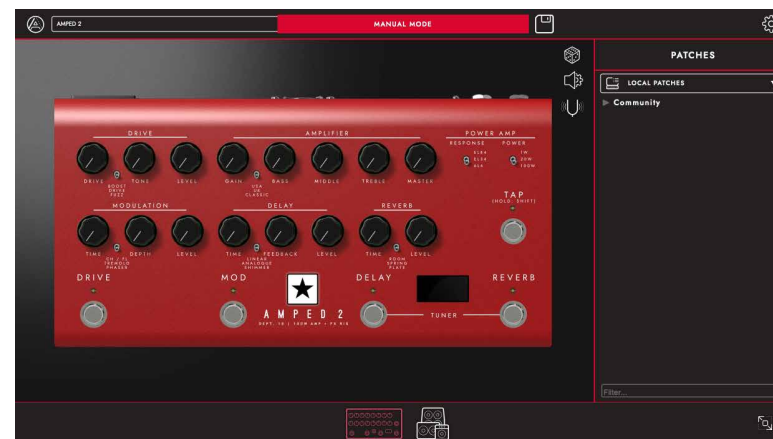 AMPED 2
MANUAL MODE
PATCHES
LOCAL PATCHES
Community
DRIVE
AMPLIFIER
POWER AMP
RESPONSE POWER
EL84
EL34
6L6
1W
20W
100W
DRIVE TONE LEVEL
BOOST
DRIVE
FUZZ
GAIN BASS MIDDLE TREBLE MASTER
USA
UK
CLASSIC
TAP
(HOLD: SHIFT)
MODULATION
DELAY
REVERB
TIME DEPTH LEVEL
CH / FL
TREMOLO
PHASER
TIME FEEDBACK LEVEL
LINEAR
ANALOGUE
SHIMMER
TIME LEVEL
ROOM
SPRING
PLATE
DRIVE
MOD
DELAY
REVERB
AMPED 2
DEPT. 10 | 100W AMP + FX RIG
TUNER
Filter...